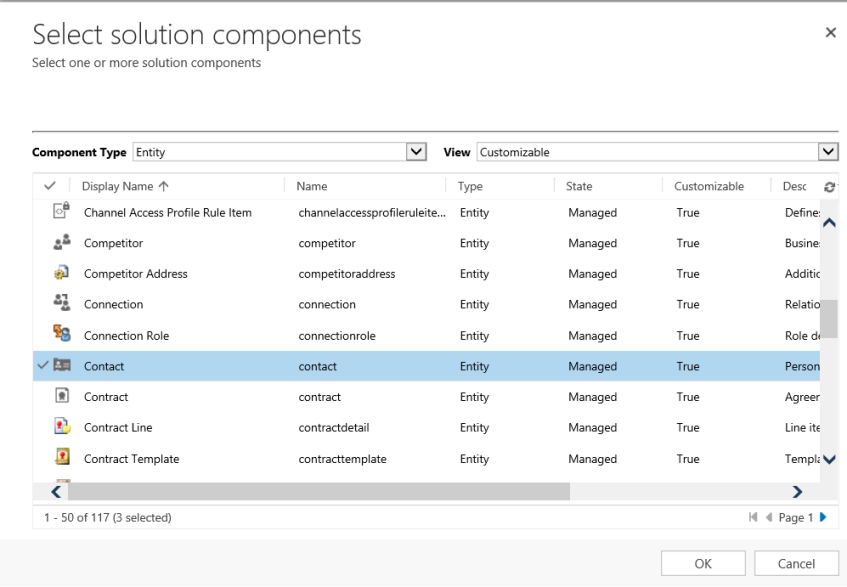 Select solution components
Select one or more solution components
Component Type Entity View Customizable
Display Name Name Type State Customizable Desc
Channel Access Profile Rule Item channelaccessprofileruleite... Entity Managed True Define
Competitor competitor Entity Managed True Busine
Competitor Address competitoraddress Entity Managed True Additic
Connection connection Entity Managed True Relatio
Connection Role connectionrole Entity Managed True Role de
Contact contact Entity Managed True Person
Contract contract Entity Managed True Agreer
Contract Line contractdetail Entity Managed True Line ite
Contract Template contracttemplate Entity Managed True Templa
1 - 50 of 117 (3 selected) Page 1
OK Cancel